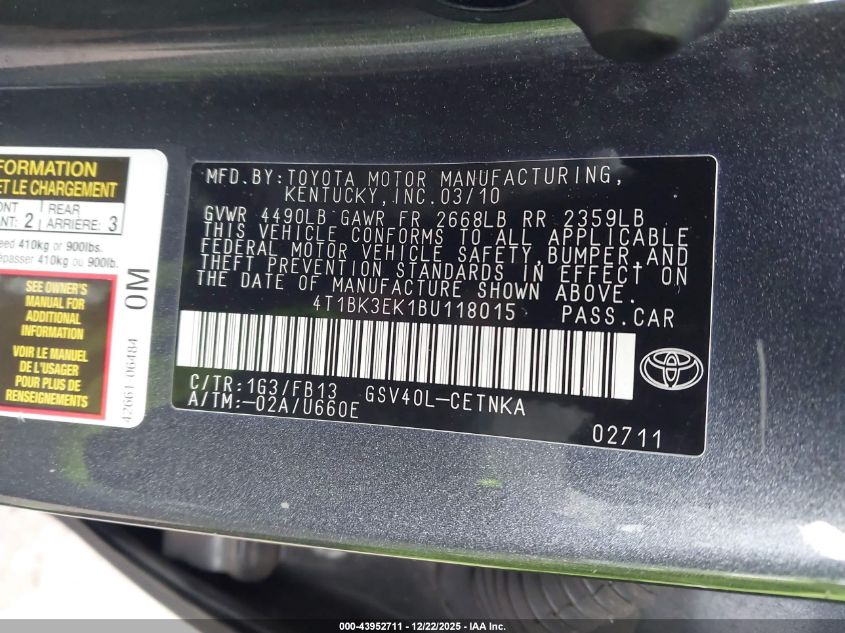 FORMATION
ET LE CHARGEMENT
2
REAR
ARRIÈRE: 3
410kg or 900lbs.
410kg ou 900lb.
SEE OWNER'S
MANUAL FOR
ADDITIONAL
INFORMATION
VOIR LE MANUEL
DE L'USAGER
POUR PLUS DE
RENSEIGNEMENTS
0M
42661-06484
MFD.BY:TOYOTA MOTOR MANUFACTURING,
KENTUCKY,INC.03/10
GVWR 4490LB GAWR FR 2668LB RR 2359LB
THIS VEHICLE CONFORMS TO ALL APPLICABLE
FEDERAL MOTOR VEHICLE SAFETY,BUMPER,AND
THEFT PREVENTION STANDARDS IN EFFECT ON
THE DATE OF MANUFACTURE SHOWN ABOVE.
4T1BK3EK1BU118015 PASS.CAR
C/TR:1G3/FB13 GSV40L-CETNKA
A/TM:-02A/U660E
02711
000-43952711 - 12/22/2025 - IAA Inc.